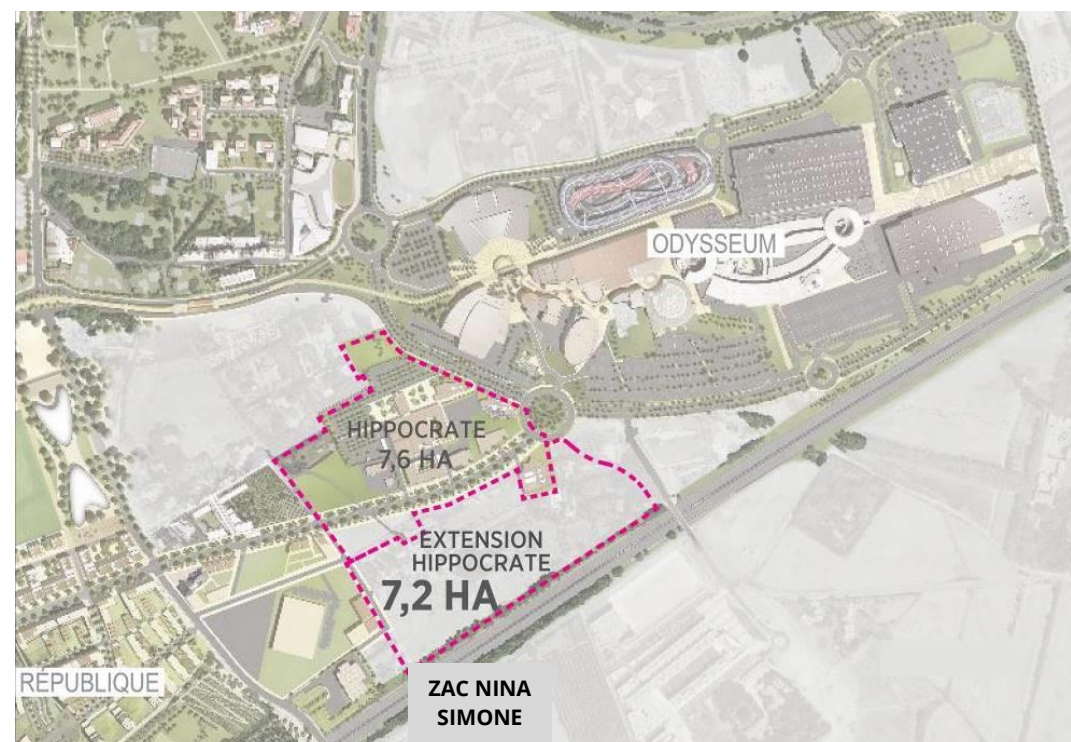 ODYSSEUM
HIPPOCRATE
7,6 HA
EXTENSION
HIPPOCRATE
7,2 HA
RÉPUBLIQUE
ZAC NINA
SIMONE